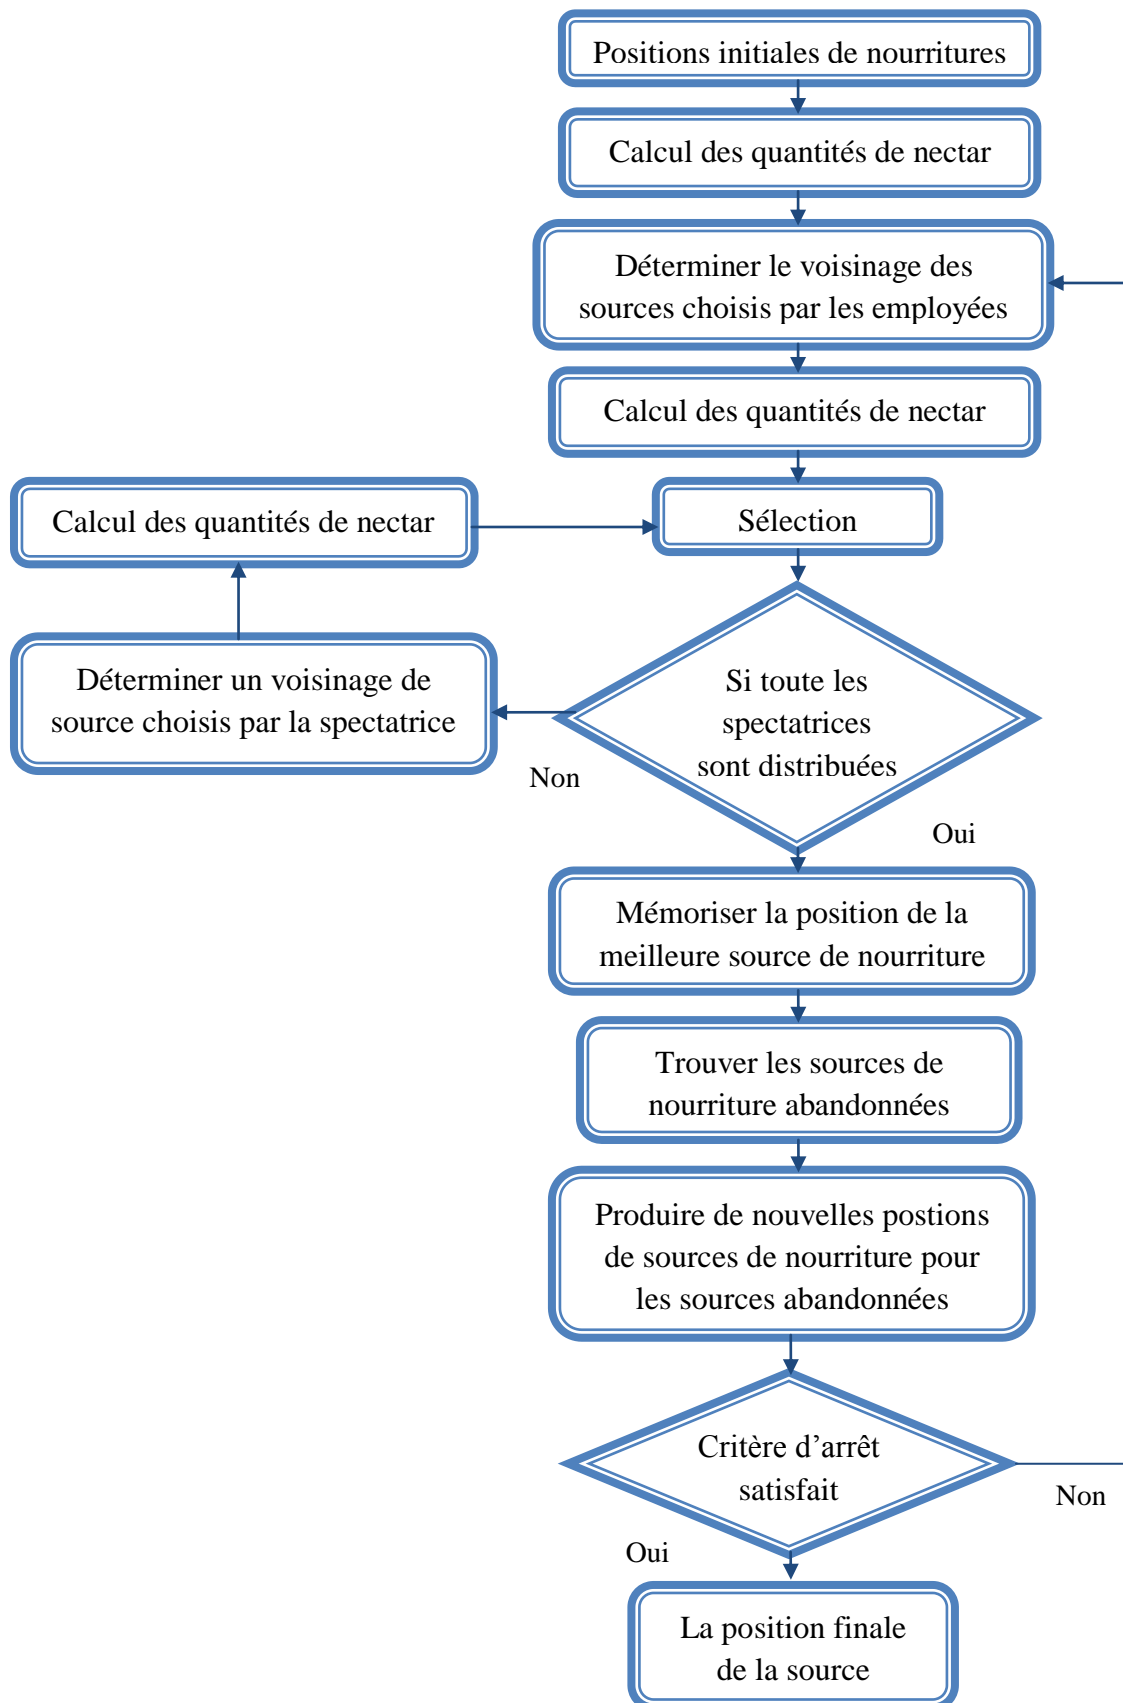 Positions initiales de nourritures
Calcul des quantités de nectar
Déterminer le voisinage des
sources choisis par les employées
Calcul des quantités de nectar
Calcul des quantités de nectar
Sélection
Déterminer un voisinage de
source choisis par la spectatrice
Si toute les
spectatrices
sont distribuées
Non
Oui
Mémoriser la position de la
meilleure source de nourriture
Trouver les sources de
nourriture abandonnées
Produire de nouvelles postions
de sources de nourriture pour
les sources abandonnées
Critère d’arrêt
satisfait
Non
Oui
La position finale
de la source